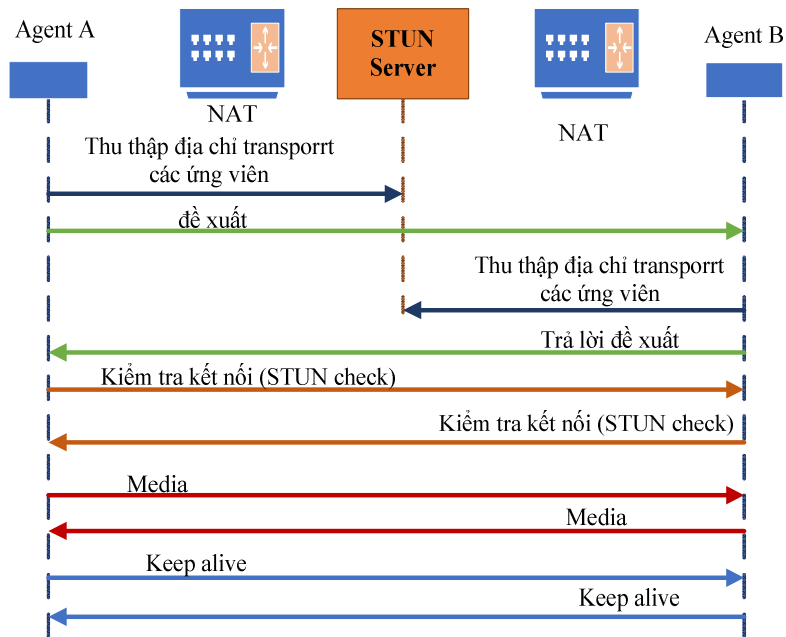 Agent A
STUN
Server
Agent B
NAT
NAT
Thu thập địa chỉ transporrt
các ứng viên
đề xuất
Thu thập địa chỉ transporrt
các ứng viên
Trả lời đề xuất
Kiểm tra kết nối (STUN check)
Kiểm tra kết nối (STUN check)
Media
Media
Keep alive
Keep alive